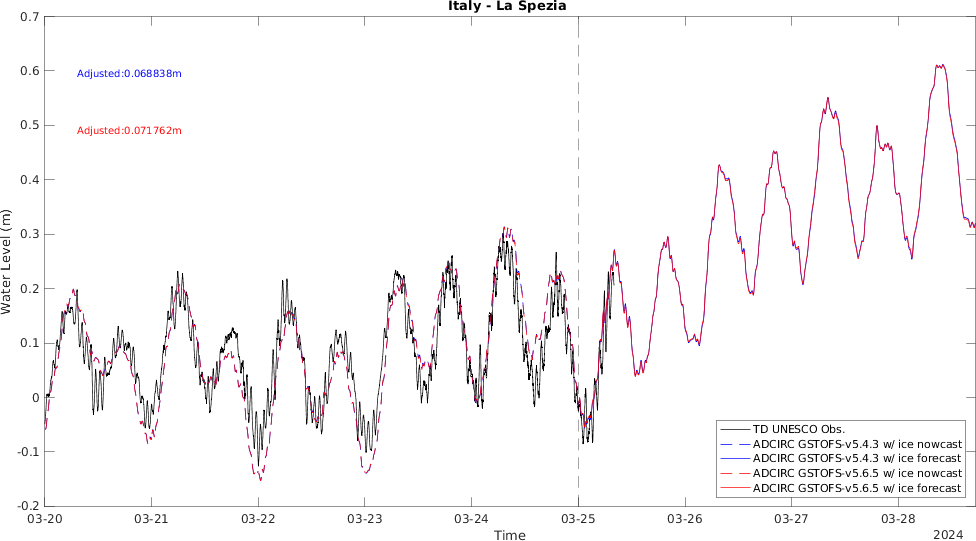 Italy - La Spezia
0.7
0.6
0.5
0.4
0.3
0.2
0.1
0
-0.1
-0.2
Water Level (m)
Adjusted:0.068838m
Adjusted:0.071762m
TD UNESCO Obs.
ADCIRC GSTOFS-v5.4.3 w/ ice nowcast
ADCIRC GSTOFS-v5.4.3 w/ ice forecast
ADCIRC GSTOFS-v5.6.5 w/ ice nowcast
ADCIRC GSTOFS-v5.6.5 w/ ice forecast
03-20 03-21 03-22 03-23 03-24 03-25 03-26 03-27 03-28
Time
2024